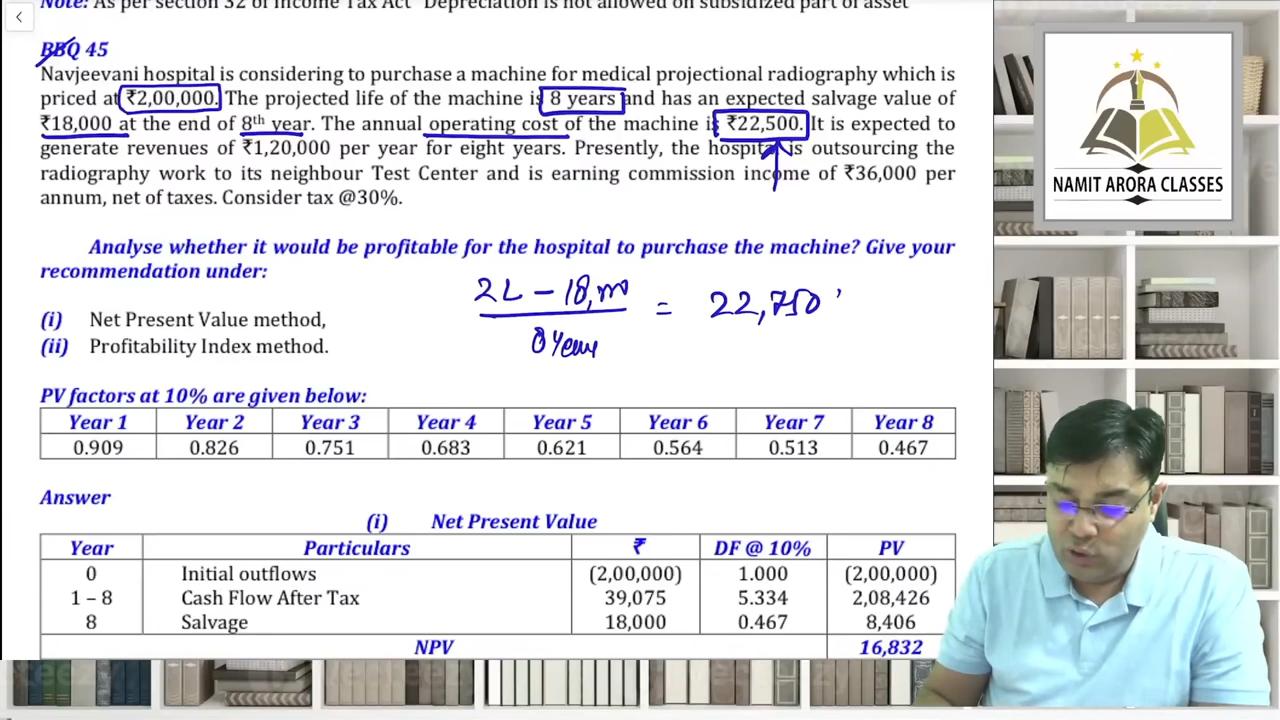 Note: As per section 32 of Income Tax Act "Depreciation is not allowed on subsidized part of asset"
BBQ 45
Navjeevani hospital is considering to purchase a machine for medical projectional radiography which is
priced at ₹2,00,000. The projected life of the machine is 8 years and has an expected salvage value of
₹18,000 at the end of 8th year. The annual operating cost of the machine is ₹22,500. It is expected to
generate revenues of ₹1,20,000 per year for eight years. Presently, the hospital is outsourcing the
radiography work to its neighbour Test Center and is earning commission income of ₹36,000 per
annum, net of taxes. Consider tax @30%.
Analyse whether it would be profitable for the hospital to purchase the machine? Give your
recommendation under:
(i) Net Present Value method,
(ii) Profitability Index method.
2L - 18,000 = 22,750
8 Years
PV factors at 10% are given below:
Year 1 Year 2 Year 3 Year 4 Year 5 Year 6 Year 7 Year 8
0.909 0.826 0.751 0.683 0.621 0.564 0.513 0.467
Answer
(i) Net Present Value
Year Particulars ₹ DF @ 10% PV
0 Initial outflows (2,00,000) 1.000 (2,00,000)
1 – 8 Cash Flow After Tax 39,075 5.334 2,08,426
8 Salvage 18,000 0.467 8,406
NPV 16,832
NAMIT ARORA CLASSES